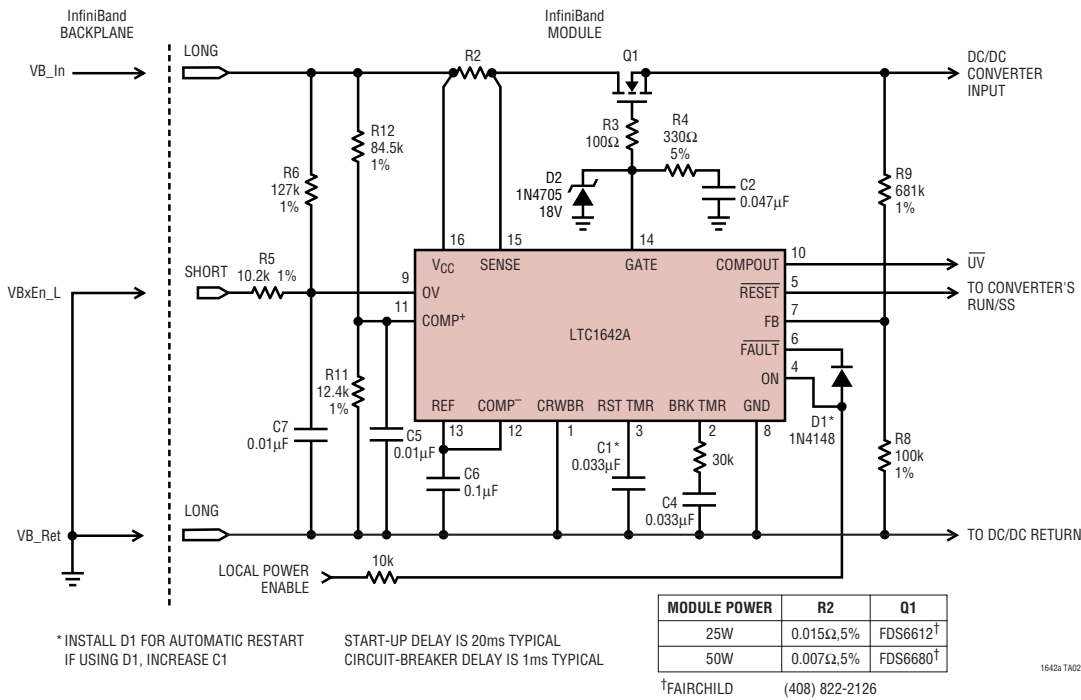 InfiniBand
BACKPLANE
InfiniBand
MODULE
VB_In
LONG
R2
Q1
DC/DC
CONVERTER
INPUT
R12
84.5k
1%
R3
100Ω
R4
330Ω
5%
R6
127k
1%
D2
1N4705
18V
C2
0.047µF
R9
681k
1%
16
15
14
VCC
SENSE
GATE
COMPOUT
10
UV
VBxEn_L
SHORT
R5
10.2k 1%
9
OV
RESET
5
TO CONVERTER'S
RUN/SS
11
COMP+
FB
7
LTC1642A
FAULT
6
ON
4
R11
12.4k
1%
REF
COMP–
CRWBR
RST TMR
BRK TMR
GND
D1*
1N4148
13
12
1
3
2
8
C7
0.01µF
C5
0.01µF
C6
0.1µF
C1*
0.033µF
30k
C4
0.033µF
R8
100k
1%
VB_Ret
LONG
TO DC/DC RETURN
LOCAL POWER
ENABLE
10k
MODULE POWER R2 Q1
25W 0.015Ω,5% FDS6612†
50W 0.007Ω,5% FDS6680†
†FAIRCHILD (408) 822-2126
* INSTALL D1 FOR AUTOMATIC RESTART
IF USING D1, INCREASE C1
START-UP DELAY IS 20ms TYPICAL
CIRCUIT-BREAKER DELAY IS 1ms TYPICAL
1642a TA02